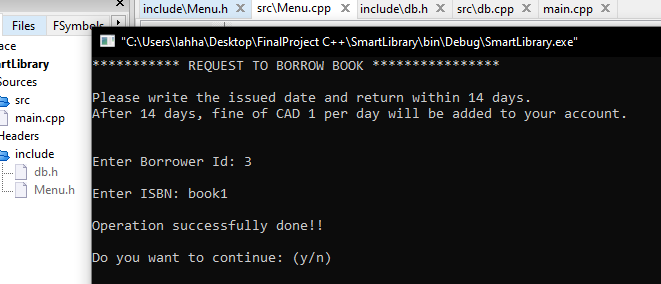 include\Menu.h src\Menu.cpp include\db.h src\db.cpp main.cpp
Files FSymbols
"C:\Users\lahha\Desktop\FinalProject C++\SmartLibrary\bin\Debug\SmartLibrary.exe"
ace
martLibrary
Sources
src
main.cpp
Headers
include
db.h
Menu.h
*********** REQUEST TO BORROW BOOK ****************
Please write the issued date and return within 14 days.
After 14 days, fine of CAD 1 per day will be added to your account.
Enter Borrower Id: 3
Enter ISBN: book1
Operation successfully done!!
Do you want to continue: (y/n)